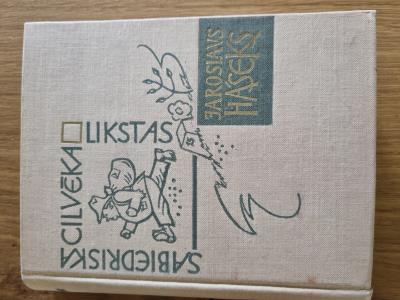 JAROSLAVS
HAŠEKS
SABIEDRISKA
CILVĒKA
LIKSTAS